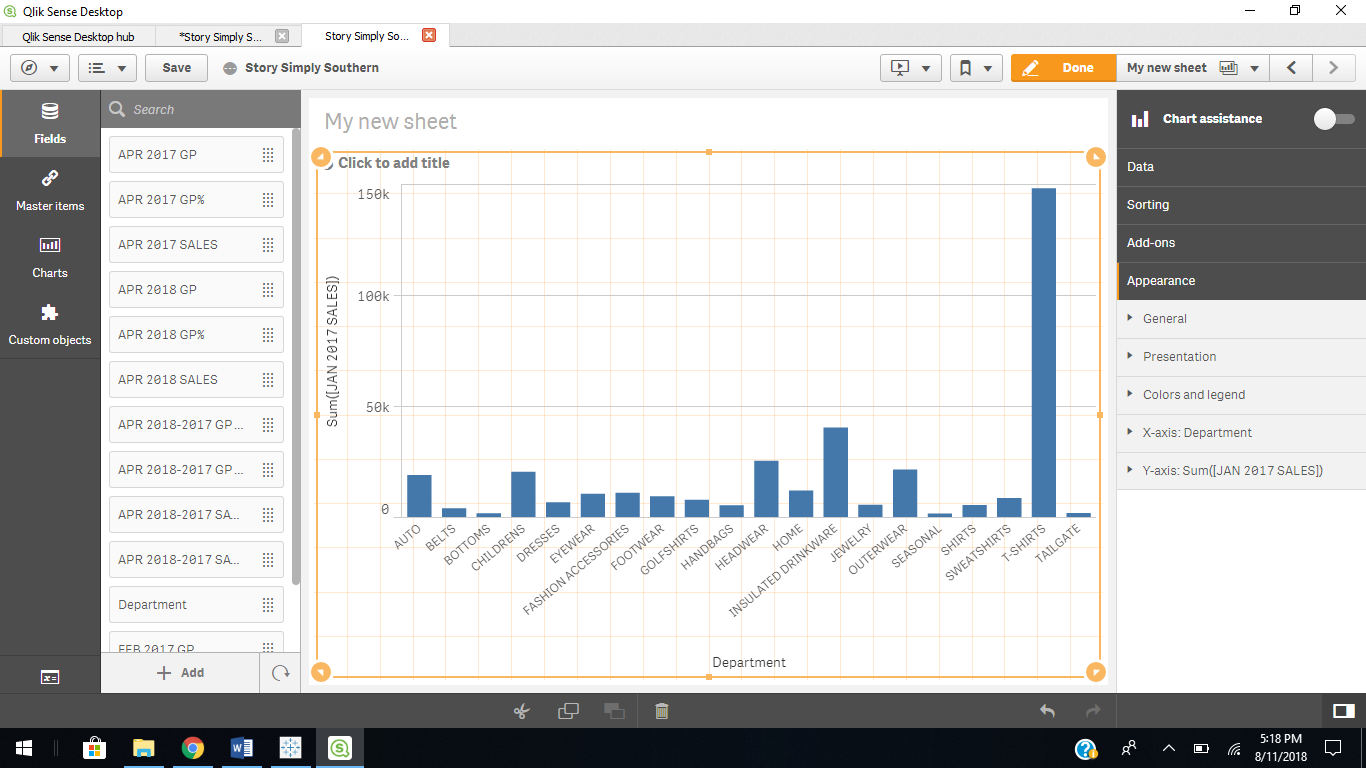 Qlik Sense Desktop
Qlik Sense Desktop hub
*Story Simply S...
Story Simply So...
Save
Story Simply Southern
Done
My new sheet
Fields
Master items
Charts
Custom objects
Search
APR 2017 GP
APR 2017 GP%
APR 2017 SALES
APR 2018 GP
APR 2018 GP%
APR 2018 SALES
APR 2018-2017 GP...
APR 2018-2017 GP...
APR 2018-2017 SA...
APR 2018-2017 SA...
Department
FEB 2017 GP
Add
My new sheet
Click to add title
150k
100k
50k
0
Sum([JAN 2017 SALES])
AUTO
BELTS
BOTTOMS
CHILDRENS
DRESSES
EYEWEAR
FASHION ACCESSORIES
FOOTWEAR
GOLFSHIRTS
HANDBAGS
HEADWEAR
HOME
INSULATED DRINKWARE
JEWELRY
OUTERWEAR
SEASONAL
SHIRTS
SWEATSHIRTS
T-SHIRTS
TAILGATE
Department
Chart assistance
Data
Sorting
Add-ons
Appearance
General
Presentation
Colors and legend
X-axis: Department
Y-axis: Sum([JAN 2017 SALES])
5:18 PM
8/11/2018